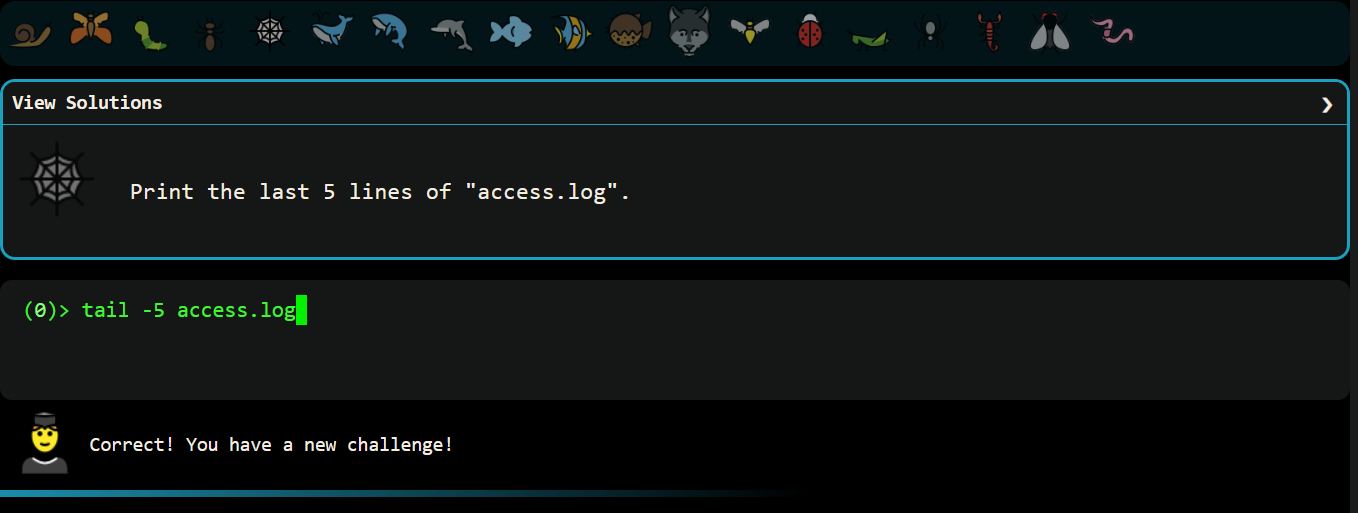 View Solutions
Print the last 5 lines of "access.log".
(0)> tail -5 access.log
Correct! You have a new challenge!